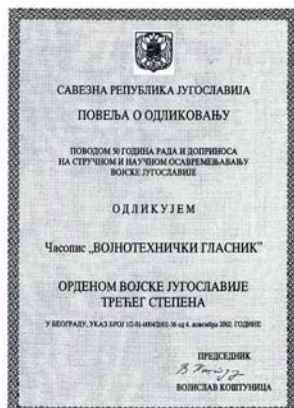 САВЕЗНА РЕПУБЛИКА ЈУГОСЛАВИЈА
ПОВЕЉА О ОДЛИКОВАЊУ
ПОВОДОМ 50 ГОДИНА РАДА И ДОПРИНОСА
НА СТРУЧНОМ И НАУЧНОМ ОСАВРЕМЕЊАВАЊУ
ВОЈСКЕ ЈУГОСЛАВИЈЕ
ОДЛИКУЈЕМ
Часопис „ВОЈНОТЕХНИЧКИ ГЛАСНИК”
ОРДЕНОМ ВОЈСКЕ ЈУГОСЛАВИЈЕ
ТРЕЋЕГ СТЕПЕНА
У БЕОГРАДУ, УКАЗ БРОЈ од 4. новембра 2002. ГОДИНЕ
ПРЕДСЕДНИК
ВОЈИСЛАВ КОШТУНИЦА